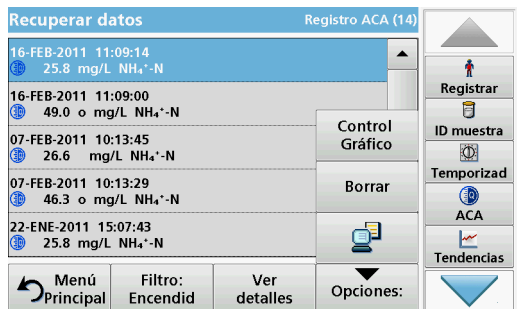 Recuperar datos
Registro ACA (14)
16-FEB-2011 11:09:14
25.8 mg/L NH₄⁺-N
16-FEB-2011 11:09:00
49.0 o mg/L NH₄⁺-N
07-FEB-2011 10:13:45
26.6 mg/L NH₄⁺-N
07-FEB-2011 10:13:29
46.3 o mg/L NH₄⁺-N
22-ENE-2011 15:07:43
25.8 mg/L NH₄⁺-N
Control
Gráfico
Borrar
Menú
Principal
Filtro:
Encendid
Ver
detalles
Opciones:
Registrar
ID muestra
Temporizad
ACA
Tendencias